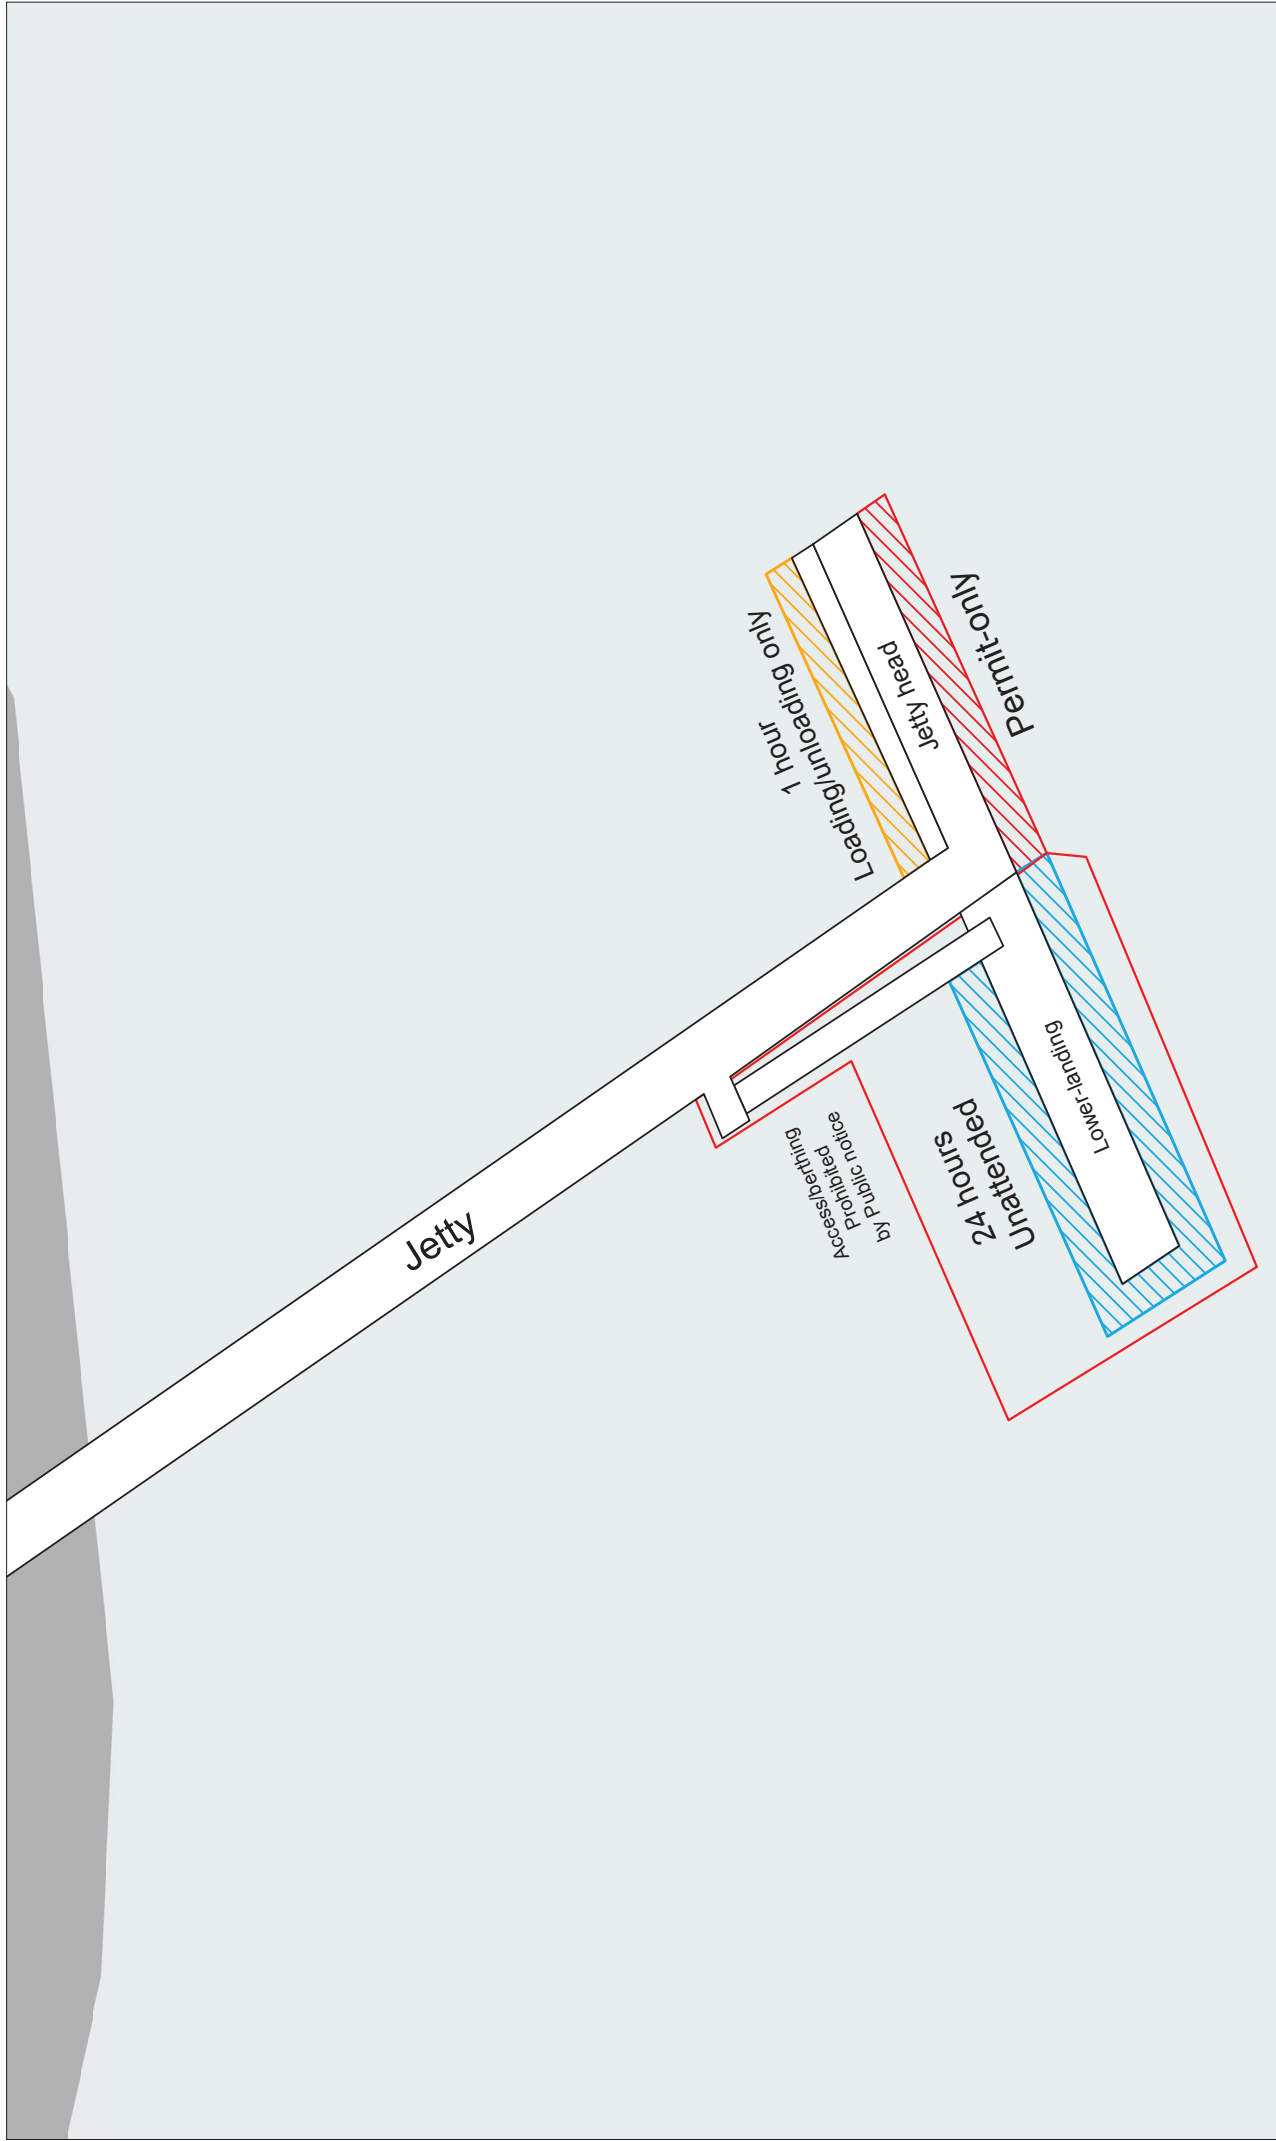 Permit-only
Jetty head
1 hour
Loading/unloading only
Lower-landing
24 hours
Unattended
Access/berthing
Prohibited
by Public notice
Jetty